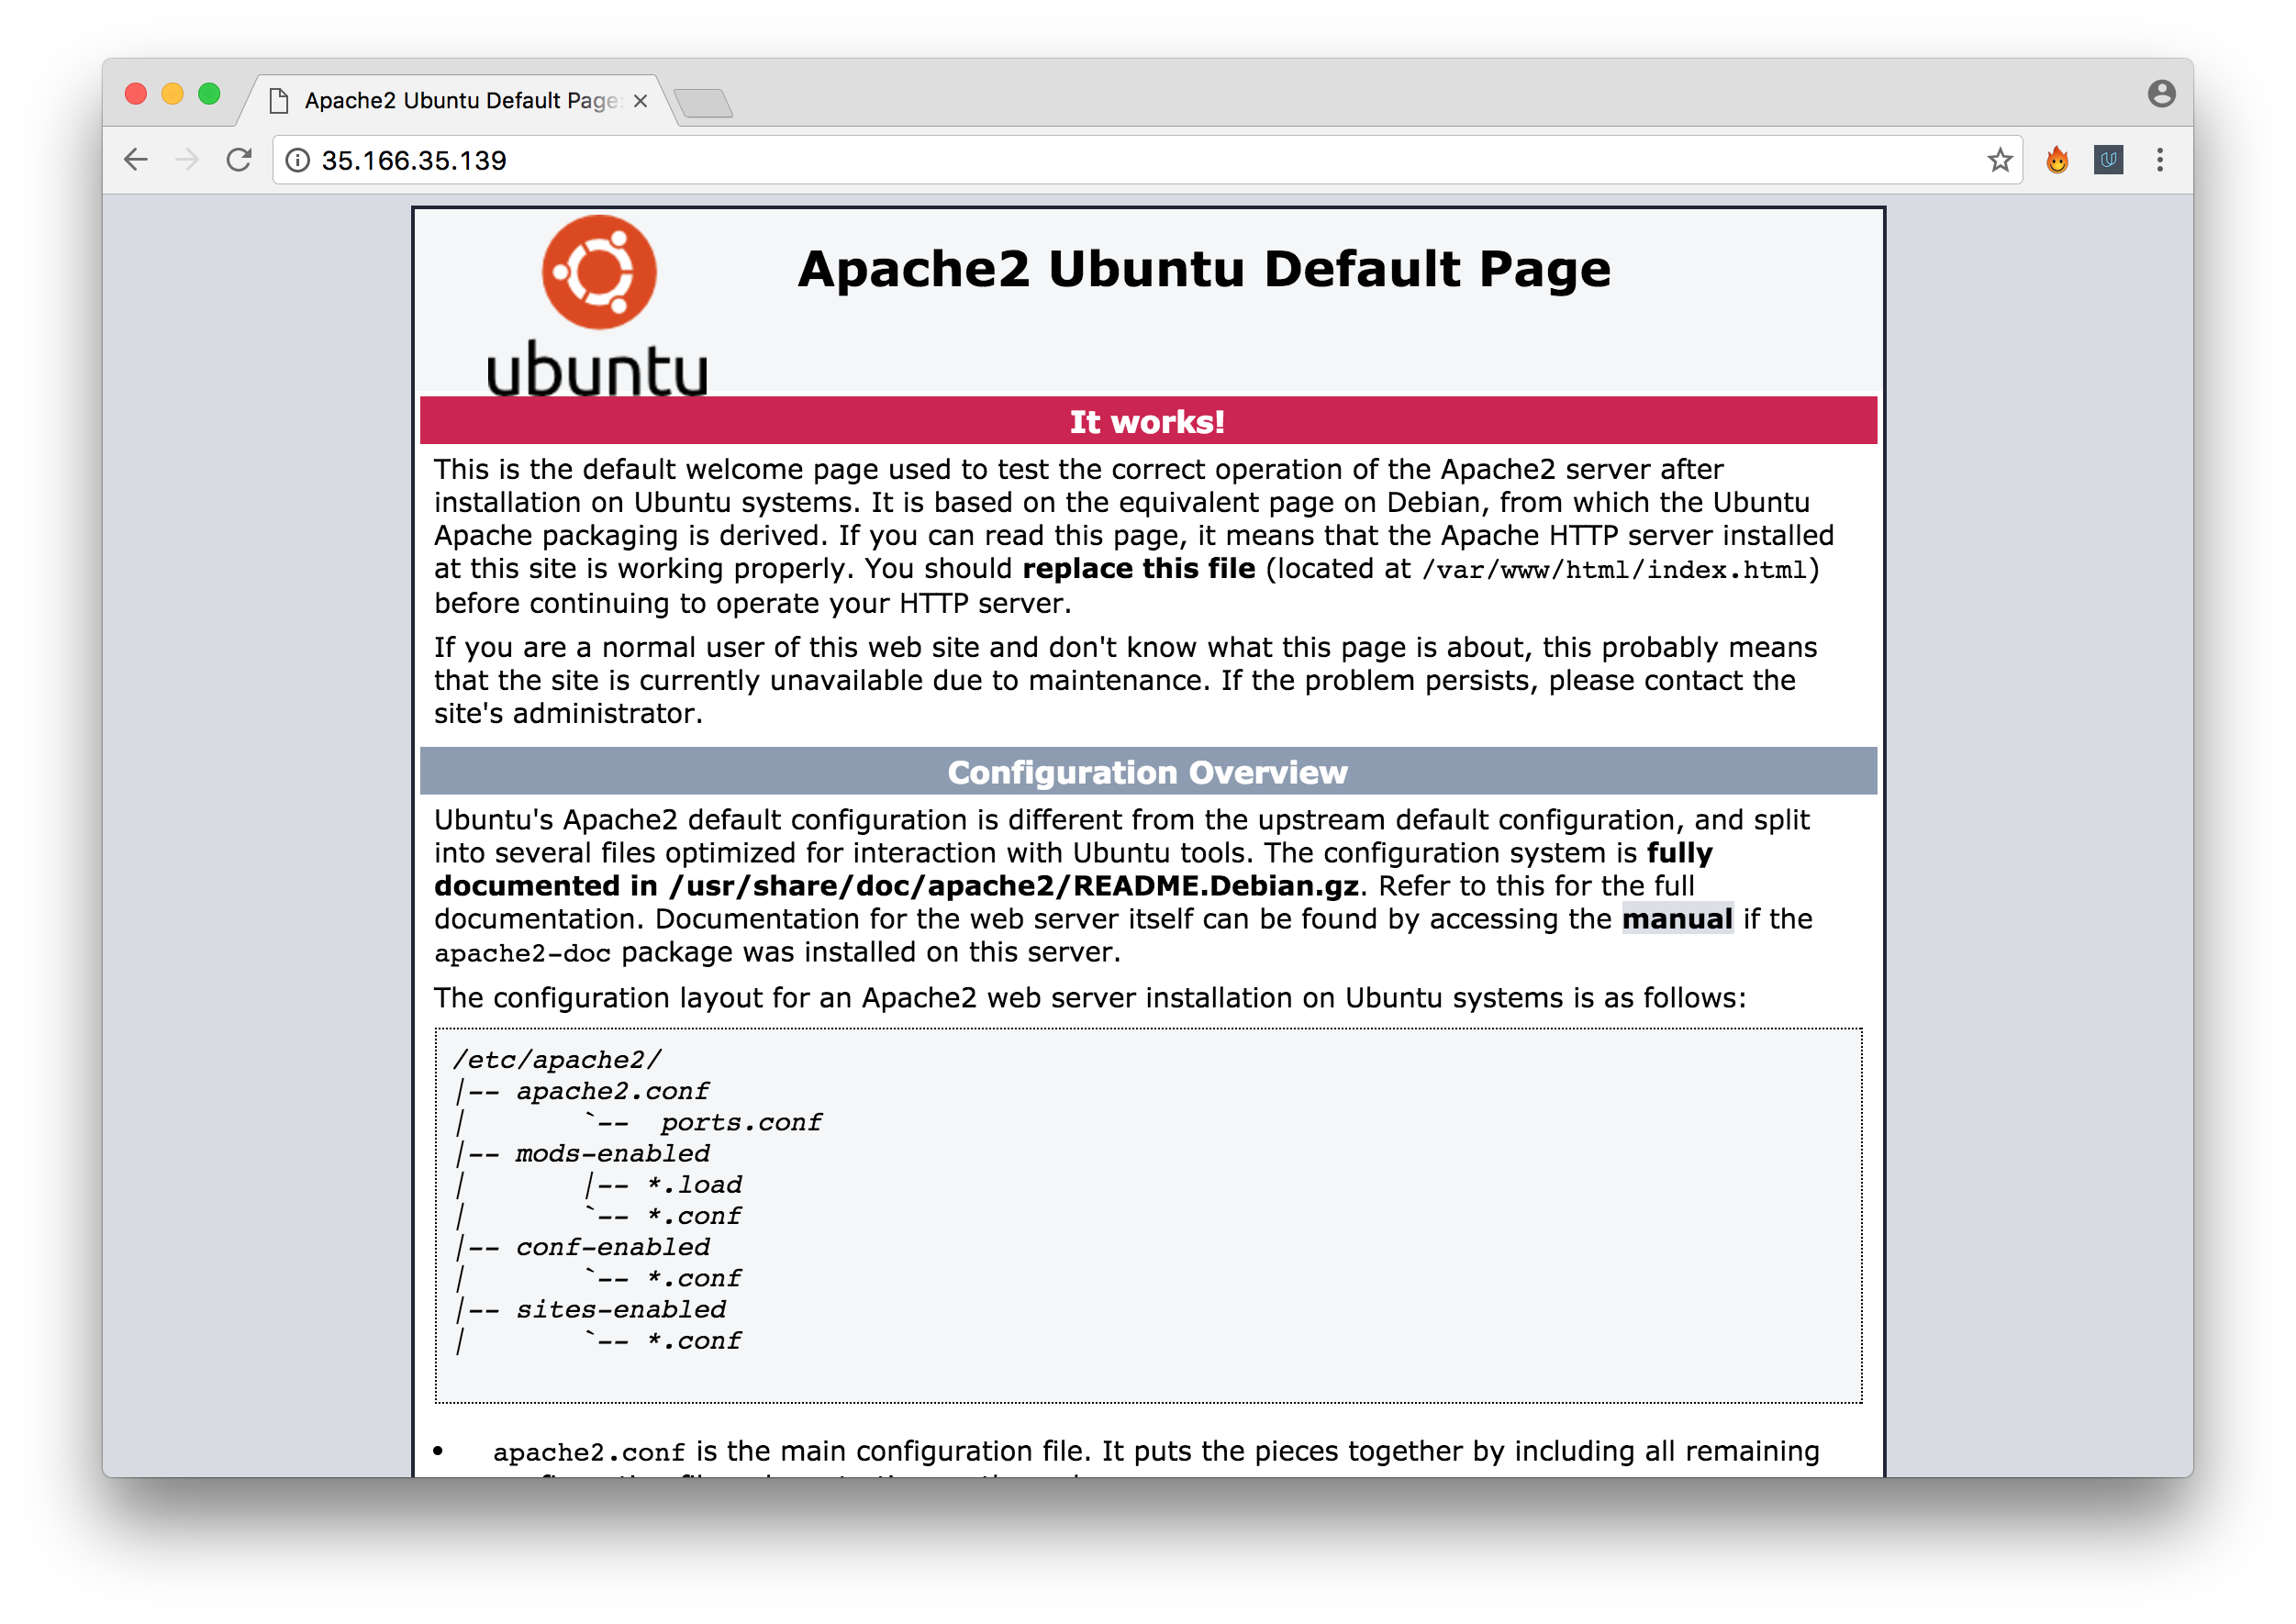 Apache2 Ubuntu Default Page
35.166.35.139
ubuntu
Apache2 Ubuntu Default Page
It works!
This is the default welcome page used to test the correct operation of the Apache2 server after
installation on Ubuntu systems. It is based on the equivalent page on Debian, from which the Ubuntu
Apache packaging is derived. If you can read this page, it means that the Apache HTTP server installed
at this site is working properly. You should replace this file (located at /var/www/html/index.html)
before continuing to operate your HTTP server.
If you are a normal user of this web site and don't know what this page is about, this probably means
that the site is currently unavailable due to maintenance. If the problem persists, please contact the
site's administrator.
Configuration Overview
Ubuntu's Apache2 default configuration is different from the upstream default configuration, and split
into several files optimized for interaction with Ubuntu tools. The configuration system is fully
documented in /usr/share/doc/apache2/README.Debian.gz. Refer to this for the full
documentation. Documentation for the web server itself can be found by accessing the manual if the
apache2-doc package was installed on this server.
The configuration layout for an Apache2 web server installation on Ubuntu systems is as follows:
/etc/apache2/
|-- apache2.conf
|       `--  ports.conf
|-- mods-enabled
|       |-- *.load
|       `-- *.conf
|-- conf-enabled
|       `-- *.conf
|-- sites-enabled
|       `-- *.conf
• apache2.conf is the main configuration file. It puts the pieces together by including all remaining